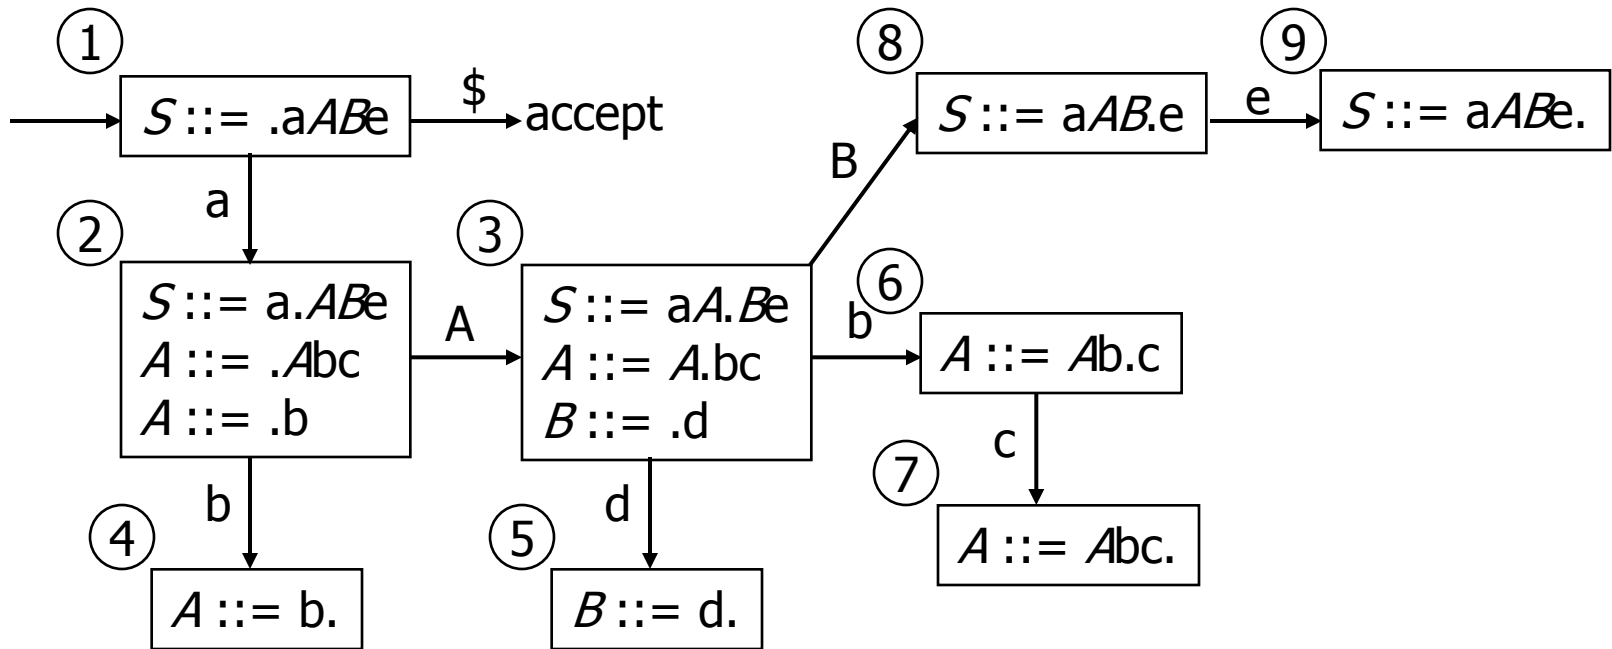 1
S ::= .aABe
$
accept
a
2
S ::= a.ABe
A ::= .Abc
A ::= .b
A
3
S ::= aA.Be
A ::= A.bc
B ::= .d
B
8
S ::= aAB.e
e
9
S ::= aABe.
b
6
A ::= Ab.c
c
7
A ::= Abc.
b
4
A ::= b.
d
5
B ::= d.